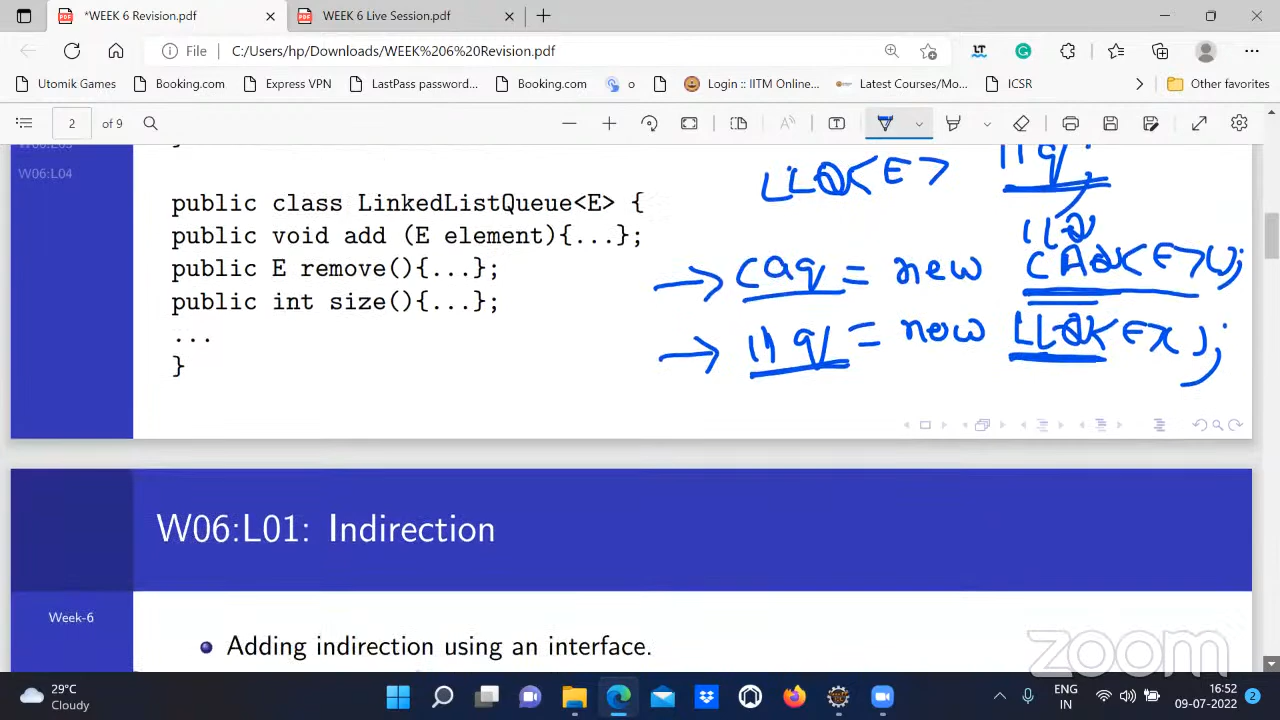 *WEEK 6 Revision.pdf
WEEK 6 Live Session.pdf
File
C:/Users/hp/Downloads/WEEK%206%20Revision.pdf
Utomik Games
Booking.com
Express VPN
LastPass password...
Booking.com
o
Login :: IITM Online...
Latest Courses/Mo...
ICSR
Other favorites
2
of 9
W06:L04
LLQ<E>
llq;
LLQ
public class LinkedListQueue<E> {
public void add (E element){...};
public E remove(){...};
public int size(){...};
...
}
caq = new CAQ<E>();
llq = new LLQ<E>();
W06:L01: Indirection
Week-6
Adding indirection using an interface.
zoom
29°C
Cloudy
ENG
IN
16:52
09-07-2022
2